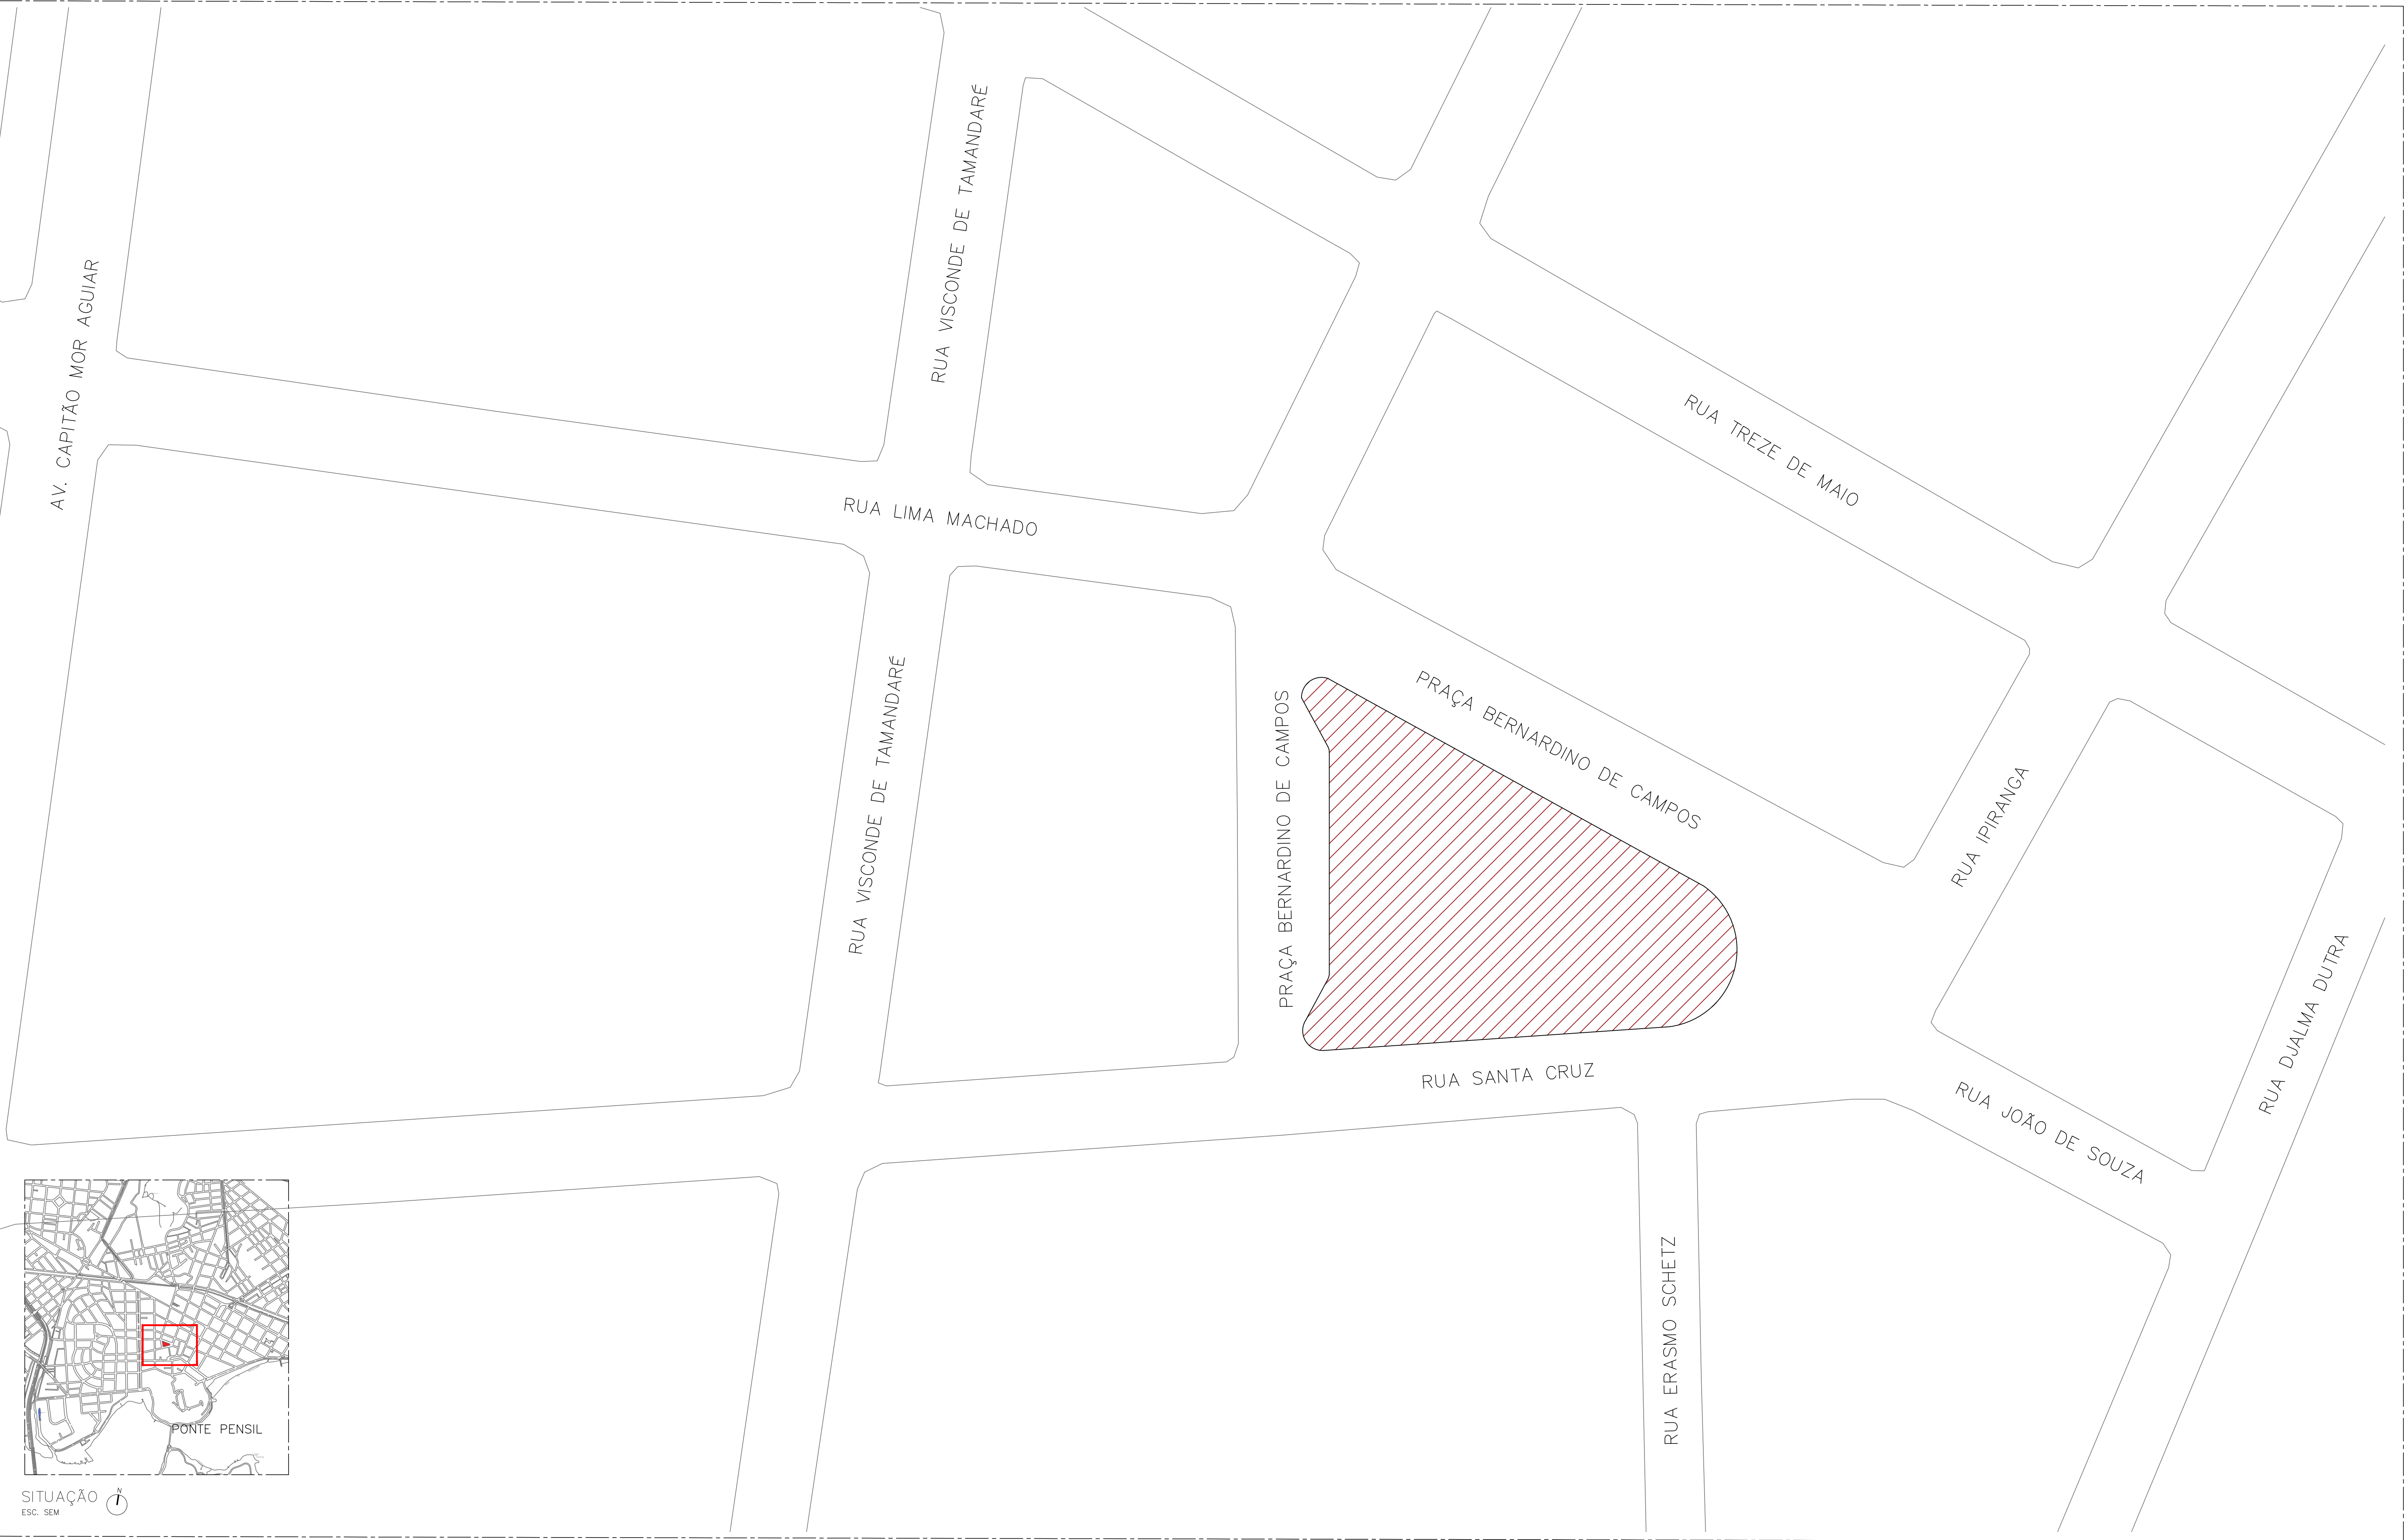 RUA VISCONDE DE TAMANDARÉ
AV. CAPITÃO MOR AGUIAR
RUA TREZE DE MAIO
RUA LIMA MACHADO
PRAÇA BERNARDINO DE CAMPOS
RUA VISCONDE DE TAMANDARÉ
PRAÇA BERNARDINO DE CAMPOS
RUA IPIRANGA
RUA DJALMA DUTRA
RUA SANTA CRUZ
RUA JOÃO DE SOUZA
RUA ERASMO SCHETZ
PONTE PENSIL
SITUAÇÃO
N
ESC. SEM